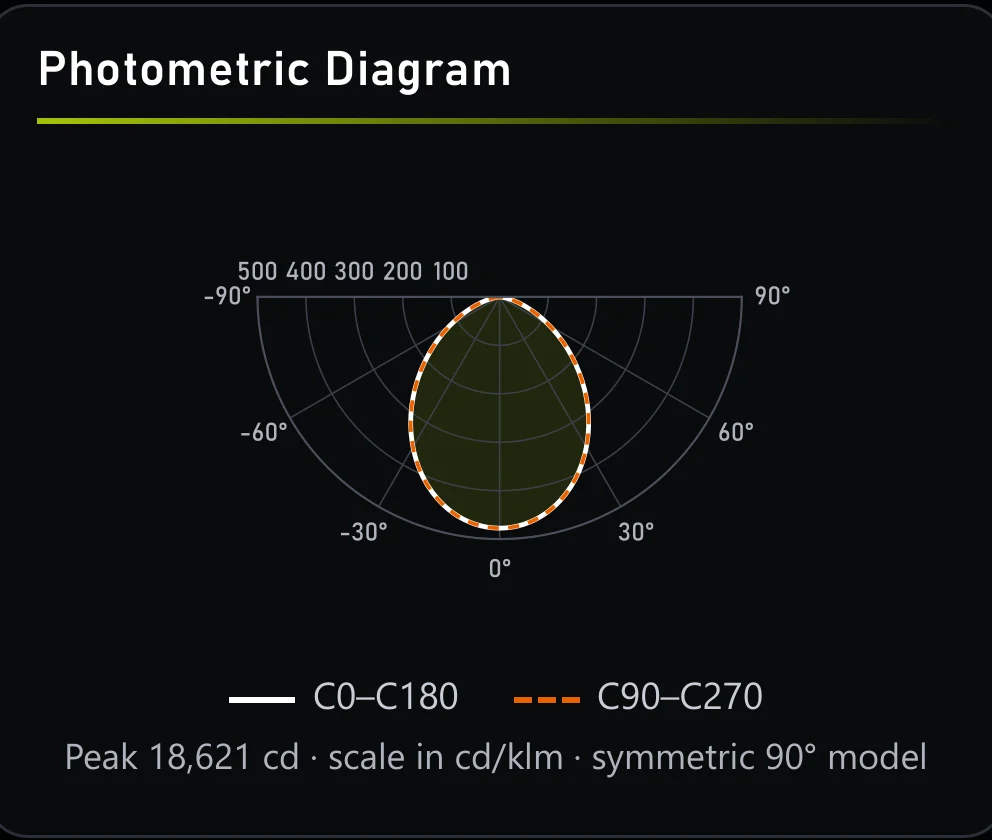 Photometric Diagram
500 400 300 200 100
-90° 90°
-60° 60°
-30° 30°
0°
C0–C180 C90–C270
Peak 18,621 cd · scale in cd/klm · symmetric 90° model